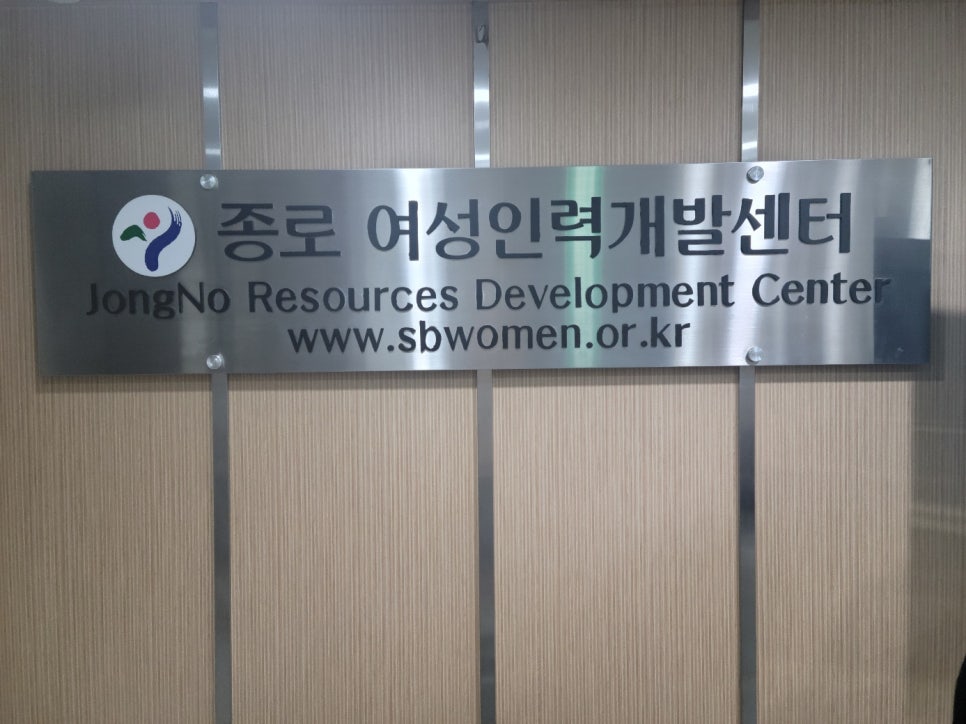 종로 여성인력개발센터
JongNo Resources Development Center
www.sbwomen.or.kr